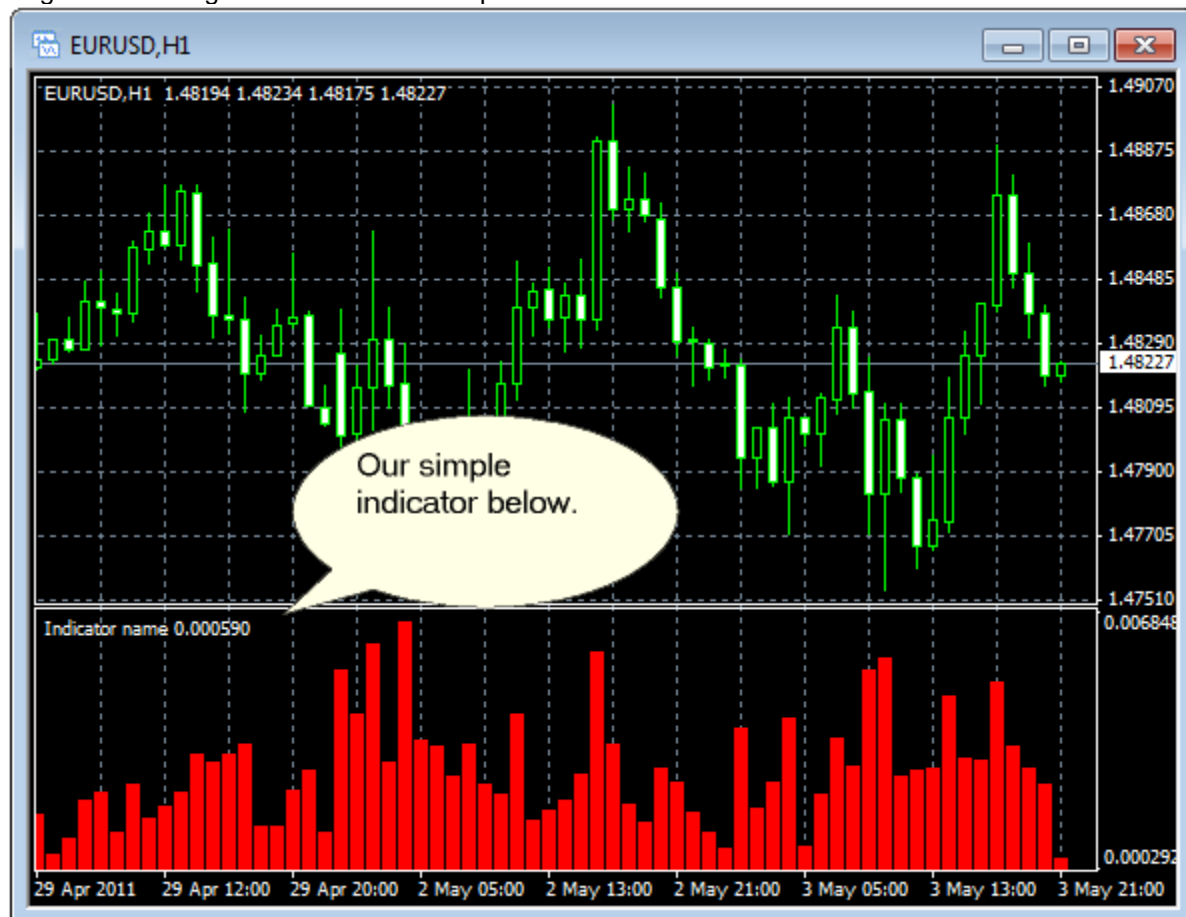 EURUSD,H1
EURUSD,H1 1.48194 1.48234 1.48175 1.48227
1.49070
1.48875
1.48680
1.48485
1.48290
1.48227
1.48095
1.47900
1.47705
1.47510
Our simple
indicator below.
Indicator name 0.000590
0.006848
0.000292
29 Apr 2011 29 Apr 12:00 29 Apr 20:00 2 May 05:00 2 May 13:00 2 May 21:00 3 May 05:00 3 May 13:00 3 May 21:00